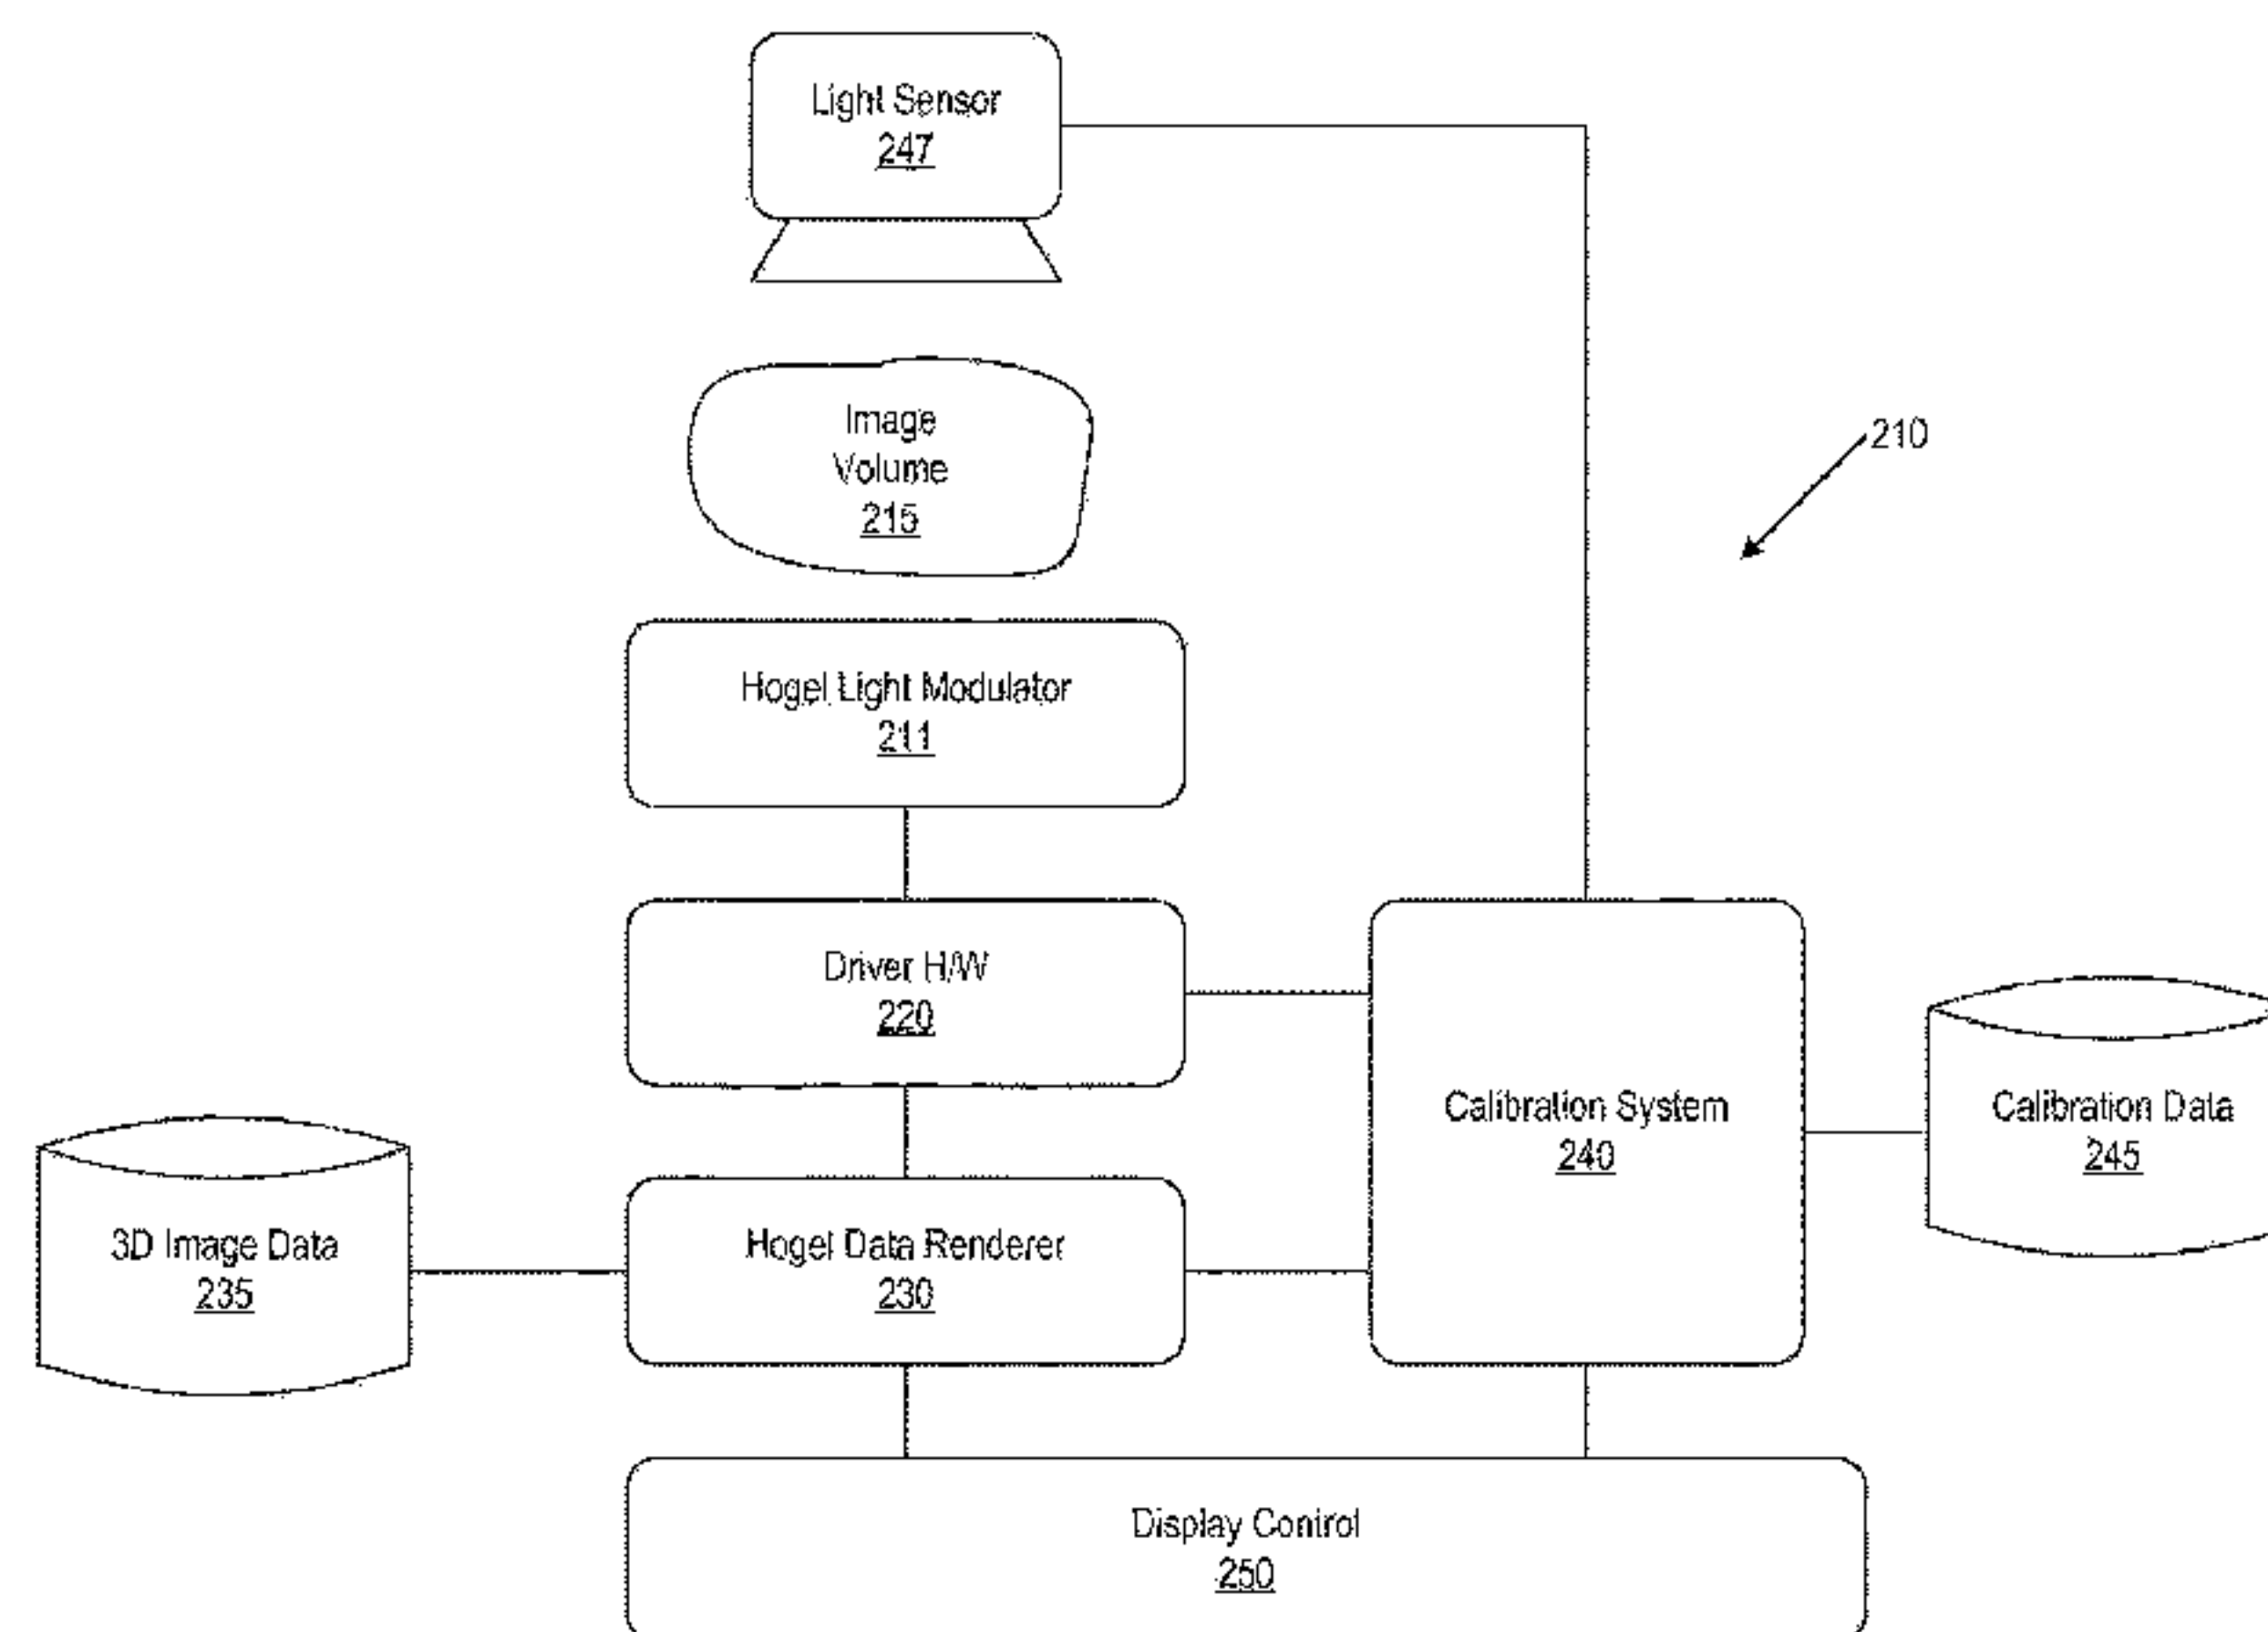 Light Sensor
247
Image
Volume
215
210
Hogel Light Modulator
211
Driver H/W
220
Calibration System
240
Calibration Data
245
3D Image Data
235
Hogel Data Renderer
230
Display Control
250